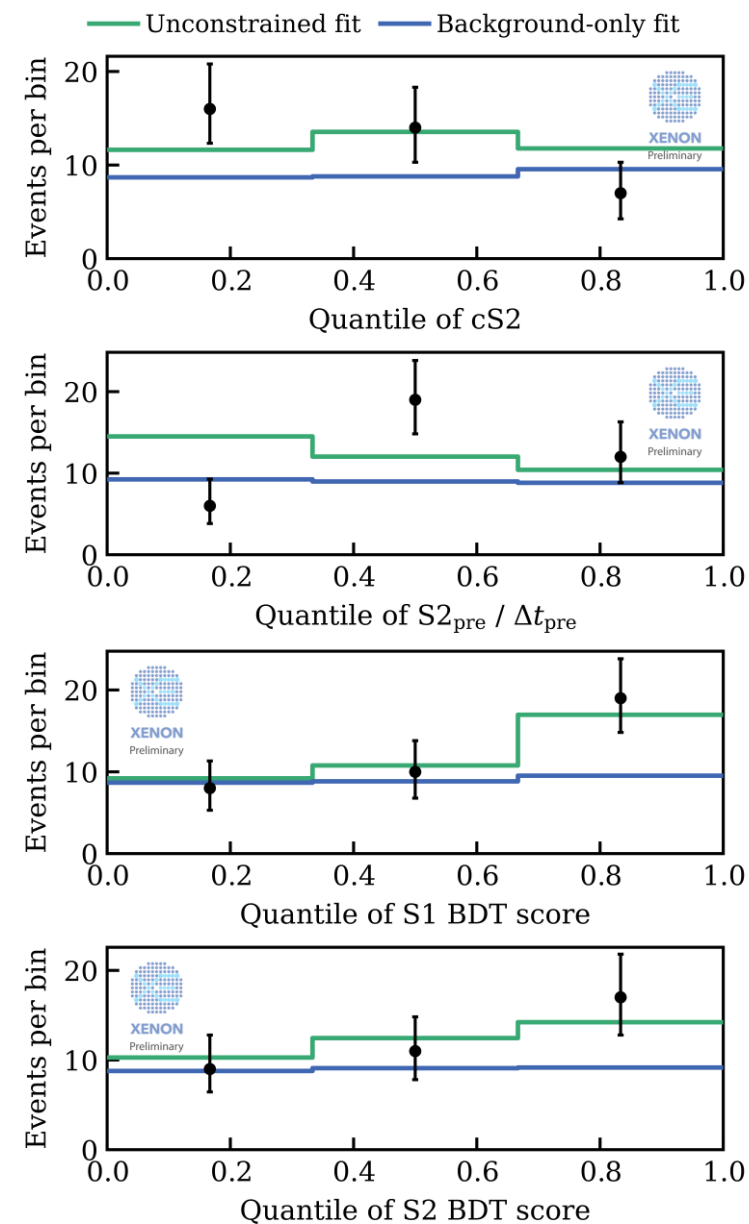 Unconstrained fit Background-only fit
Events per bin
20
10
0
XENON
Preliminary
0.0 0.2 0.4 0.6 0.8 1.0
Quantile of cS2
Events per bin
20
10
0
XENON
Preliminary
0.0 0.2 0.4 0.6 0.8 1.0
Quantile of S2pre / Δtpre
Events per bin
20
10
0
XENON
Preliminary
0.0 0.2 0.4 0.6 0.8 1.0
Quantile of S1 BDT score
Events per bin
20
10
0
XENON
Preliminary
0.0 0.2 0.4 0.6 0.8 1.0
Quantile of S2 BDT score